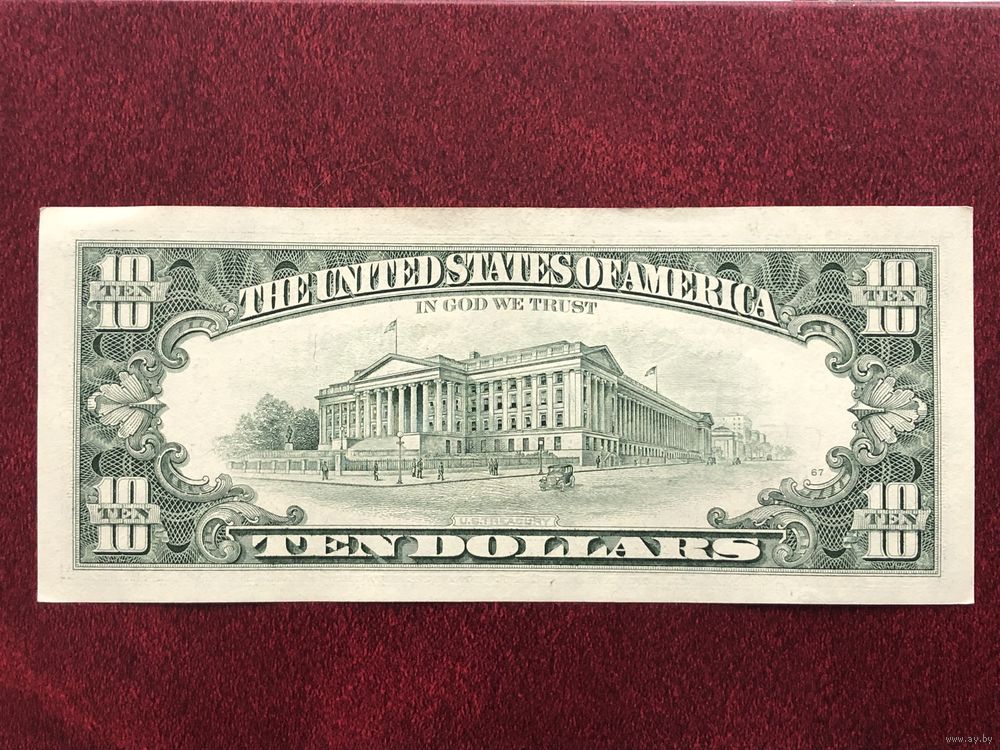 10 TEN 10
THE UNITED STATES OF AMERICA
10 TEN 10
IN GOD WE TRUST
67
10 TEN 10
U.S. TREASURY
TEN DOLLARS
10 TEN 10
www.ay.by